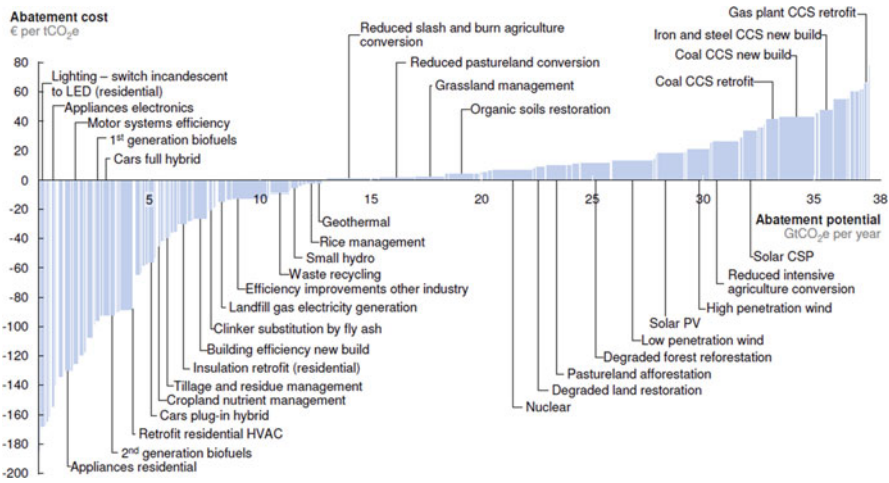 Abatement cost
€ per tCO2e
80
60
40
20
0
-20
-40
-60
-80
-100
-120
-140
-160
-180
-200
Lighting – switch incandescent
to LED (residential)
Appliances electronics
Motor systems efficiency
1st generation biofuels
Cars full hybrid
Reduced slash and burn agriculture
conversion
Reduced pastureland conversion
Grassland management
Organic soils restoration
Gas plant CCS retrofit
Iron and steel CCS new build
Coal CCS new build
Coal CCS retrofit
5
10
15
20
25
30
35
38
Abatement potential
GtCO2e per year
Geothermal
Rice management
Small hydro
Waste recycling
Efficiency improvements other industry
Landfill gas electricity generation
Clinker substitution by fly ash
Building efficiency new build
Insulation retrofit (residential)
Tillage and residue management
Cropland nutrient management
Cars plug-in hybrid
Retrofit residential HVAC
2nd generation biofuels
Appliances residential
Solar CSP
Reduced intensive
agriculture conversion
High penetration wind
Solar PV
Low penetration wind
Degraded forest reforestation
Pastureland afforestation
Degraded land restoration
Nuclear